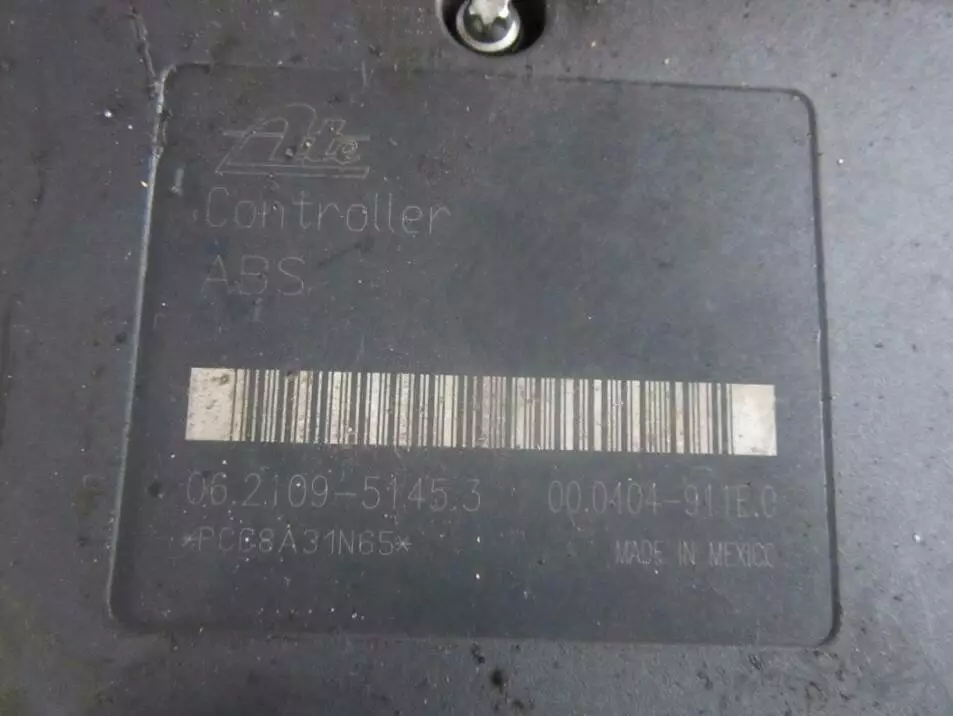 Ate
Controller
ABS
06.2109-5145.3 00.0404-911E.0
*PCC8A31N65*
MADE IN MEXICO